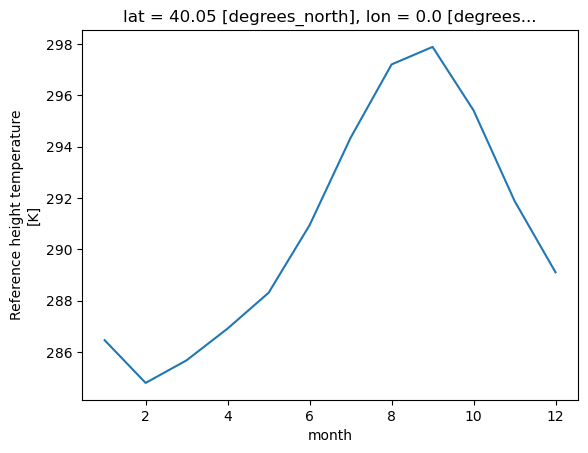 lat = 40.05 [degrees_north], lon = 0.0 [degrees...
298
296
294
292
290
288
286
Reference height temperature
[K]
2 4 6 8 10 12
month